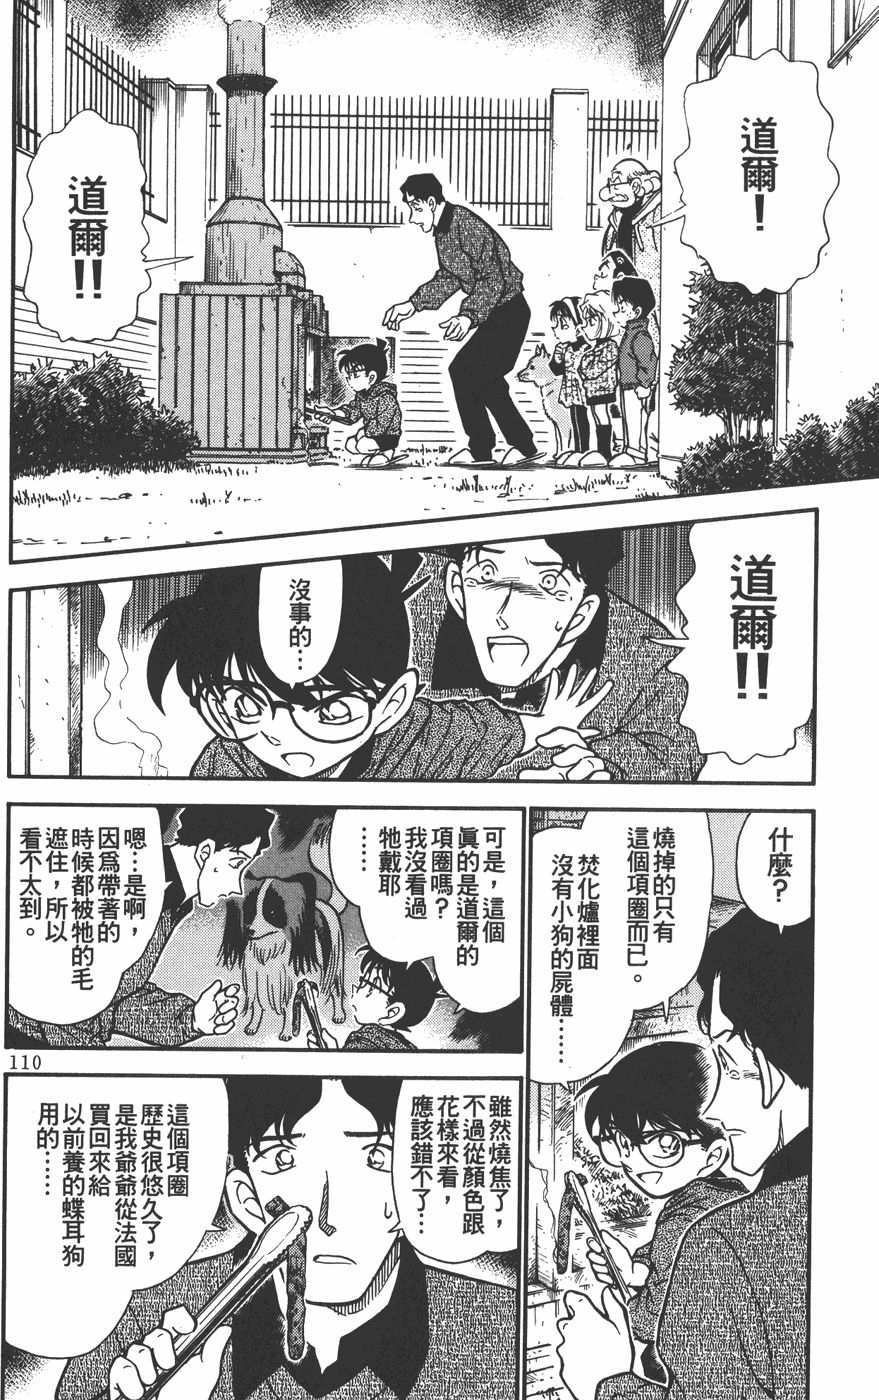 道爾！
道爾!!
道爾!!
沒事的…
什麼？
燒掉的只有
這個項圈而已。
焚化爐裡面
沒有小狗的屍體……
可是，這個
真的是道爾的
項圈嗎？
我沒看過
牠戴耶
……
嗯…是啊，
因爲帶著的
時候都被牠的毛
遮住，所以
看不太到。
雖然燒焦了，
不過從顏色跟
花樣來看，
應該錯不了…
這個項圈
歷史很悠久了，
是我爺爺從法國
買回來給
以前養的蝶耳狗
用的……
110